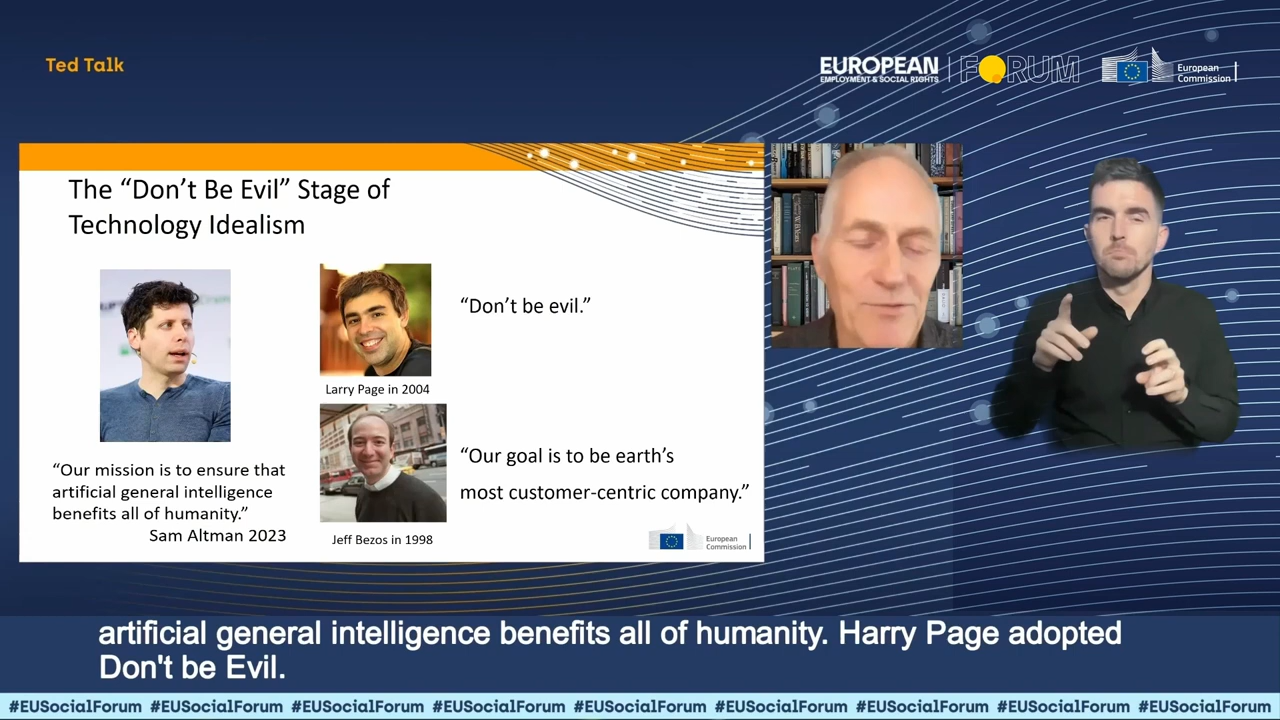 Ted Talk
EUROPEAN
EMPLOYMENT & SOCIAL RIGHTS
FORUM
European
Commission
The “Don’t Be Evil” Stage of
Technology Idealism
“Our mission is to ensure that
artificial general intelligence
benefits all of humanity.”
Sam Altman 2023
“Don’t be evil.”
Larry Page in 2004
“Our goal is to be earth’s
most customer-centric company.”
Jeff Bezos in 1998
European
Commission
artificial general intelligence benefits all of humanity. Harry Page adopted
Don't be Evil.
#EUSocialForum #EUSocialForum #EUSocialForum #EUSocialForum #EUSocialForum #EUSocialForum #EUSocialForum #EUSocialForum #EUSocialForum